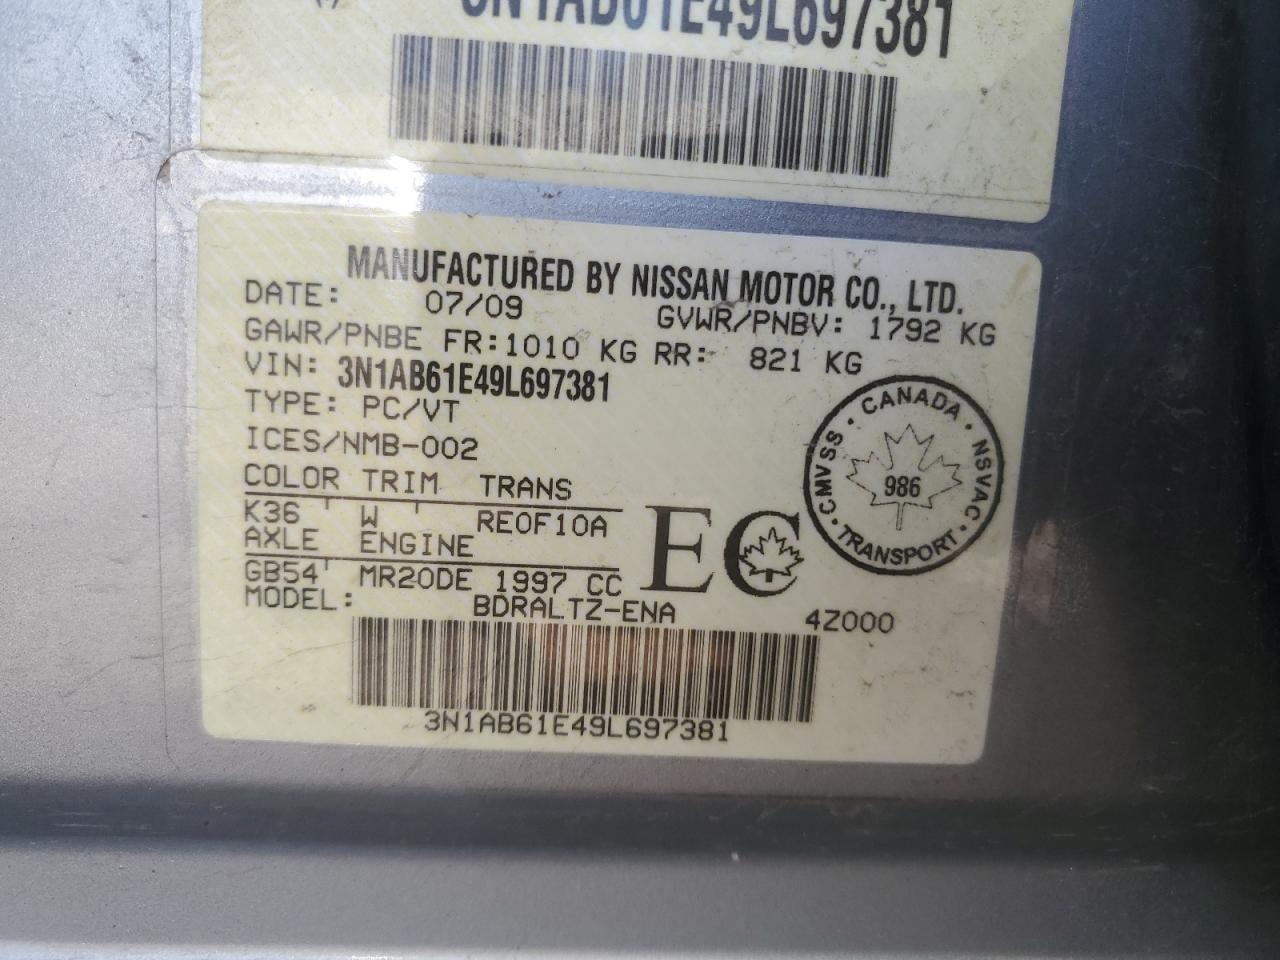 3N1AB61E49L697381
MANUFACTURED BY NISSAN MOTOR CO., LTD.
DATE: 07/09 GVWR/PNBV: 1792 KG
GAWR/PNBE FR:1010 KG RR: 821 KG
VIN: 3N1AB61E49L697381
TYPE: PC/VT
ICES/NMB-002
COLOR TRIM TRANS
K36 W RE0F10A
AXLE ENGINE
GB54 MR20DE 1997 CC
MODEL: BDRALTZ-ENA 4Z000
3N1AB61E49L697381
EC
CMVSS · CANADA · NSVAC · TRANSPORT ·
986